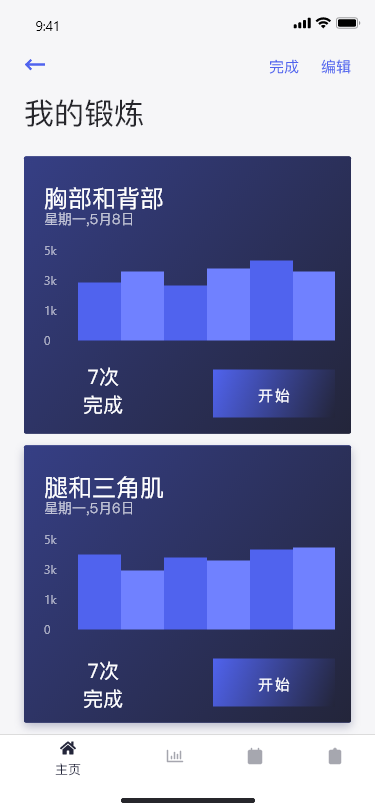 9:41
完成 编辑
我的锻炼
胸部和背部
星期一,5月8日
5k
3k
1k
0
7次
完成
开始
腿和三角肌
星期一,5月6日
5k
3k
1k
0
7次
完成
开始
主页